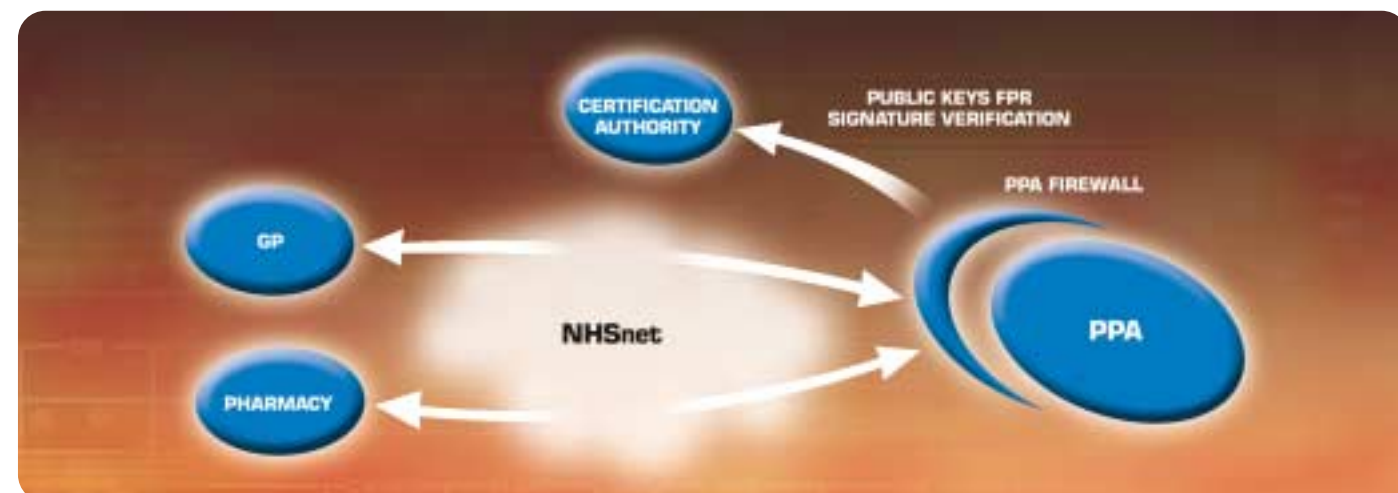 CERTIFICATION
AUTHORITY
PUBLIC KEYS FPR
SIGNATURE VERIFICATION
PPA FIREWALL
GP
NHSnet
PPA
PHARMACY